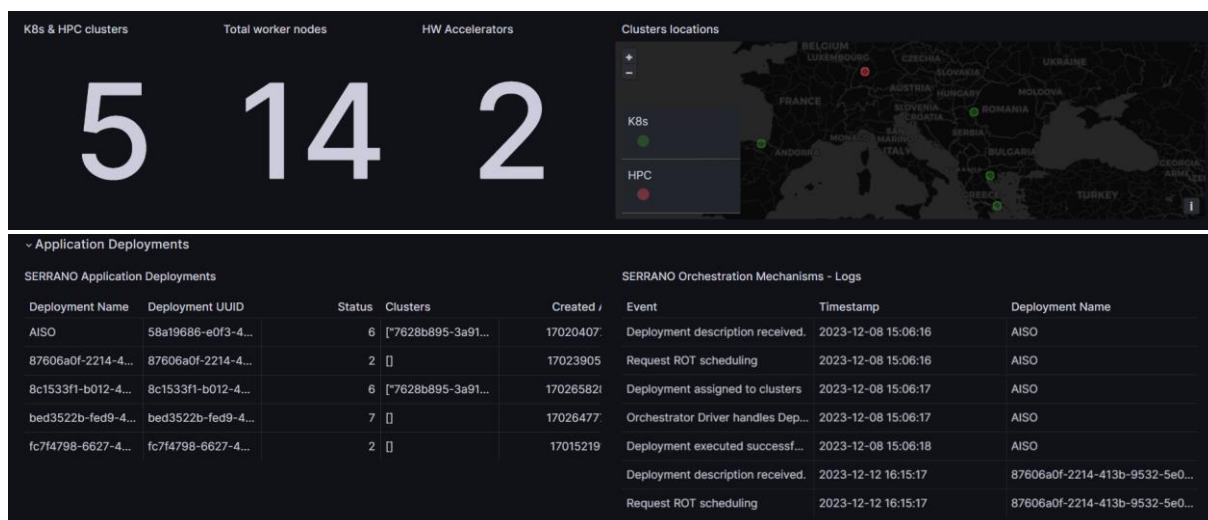 K8s & HPC clusters Total worker nodes HW Accelerators Clusters locations
5 14 2
+
−
K8s
HPC
BELGIUM
LUXEMBOURG CZECHIA UKRAINE
SLOVAKIA
AUSTRIA HUNGARY MOLDOVA
FRANCE SLOVENIA ROMANIA
CROATIA
SERBIA
SAN
MARINO
ANDORRA ITALY BULGARIA
GEORGIA
GREECE TURKEY
i
Application Deployments
SERRANO Application Deployments SERRANO Orchestration Mechanisms - Logs
Deployment Name Deployment UUID Status Clusters Created Event Timestamp Deployment Name
AISO 58a19686-e0f3-4... 6 ["7628b895-3a91... 17020407 Deployment description received. 2023-12-08 15:06:16 AISO
87606a0f-2214-4... 87606a0f-2214-4... 2 [] 17023905 Request ROT scheduling 2023-12-08 15:06:16 AISO
8c1533f1-b012-4... 8c1533f1-b012-4... 6 ["7628b895-3a91... 17026582 Deployment assigned to clusters 2023-12-08 15:06:17 AISO
bed3522b-fed9-4... bed3522b-fed9-4... 7 [] 17026477 Orchestrator Driver handles Dep... 2023-12-08 15:06:17 AISO
fc7f4798-6627-4... fc7f4798-6627-4... 2 [] 17015219 Deployment executed successf... 2023-12-08 15:06:18 AISO
Deployment description received. 2023-12-12 16:15:17 87606a0f-2214-413b-9532-5e0...
Request ROT scheduling 2023-12-12 16:15:17 87606a0f-2214-413b-9532-5e0...